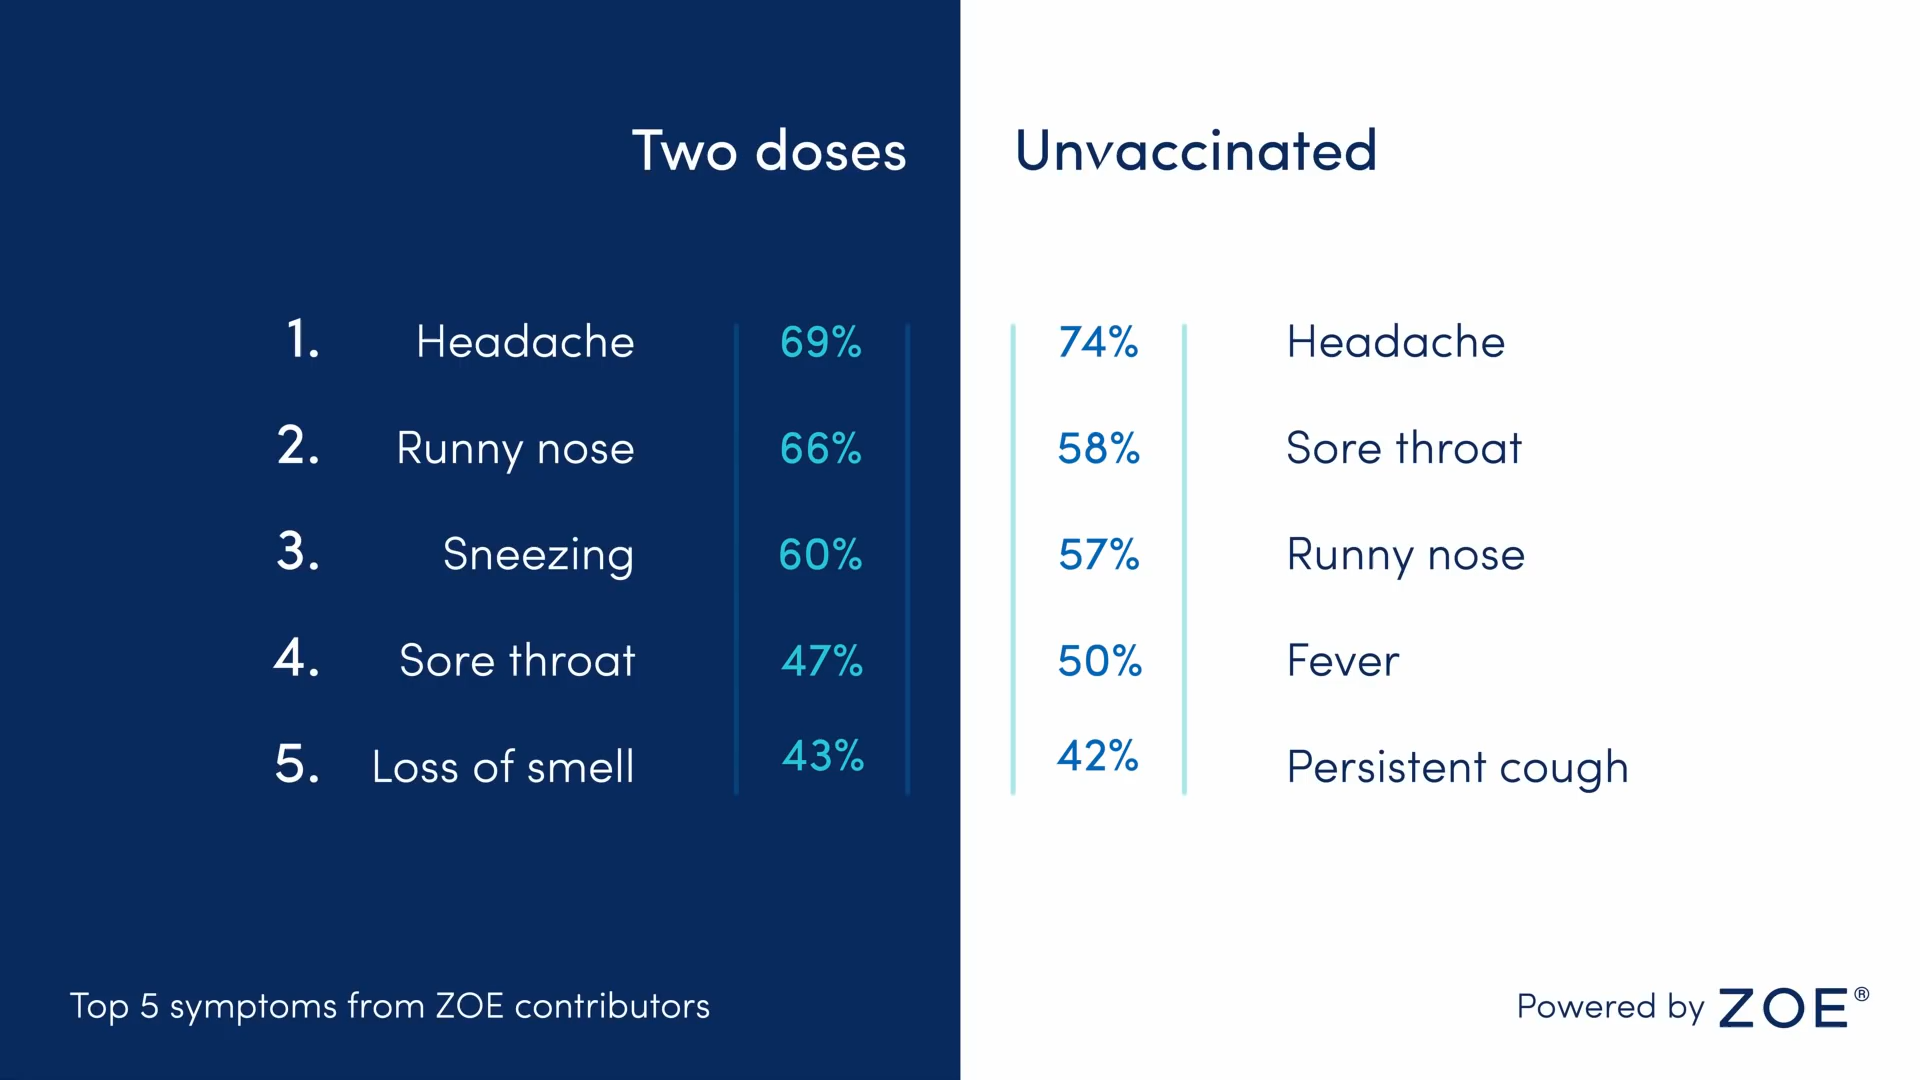 Two doses
Unvaccinated
1. Headache 69% 74% Headache
2. Runny nose 66% 58% Sore throat
3. Sneezing 60% 57% Runny nose
4. Sore throat 47% 50% Fever
5. Loss of smell 43% 42% Persistent cough
Top 5 symptoms from ZOE contributors
Powered by ZOE®